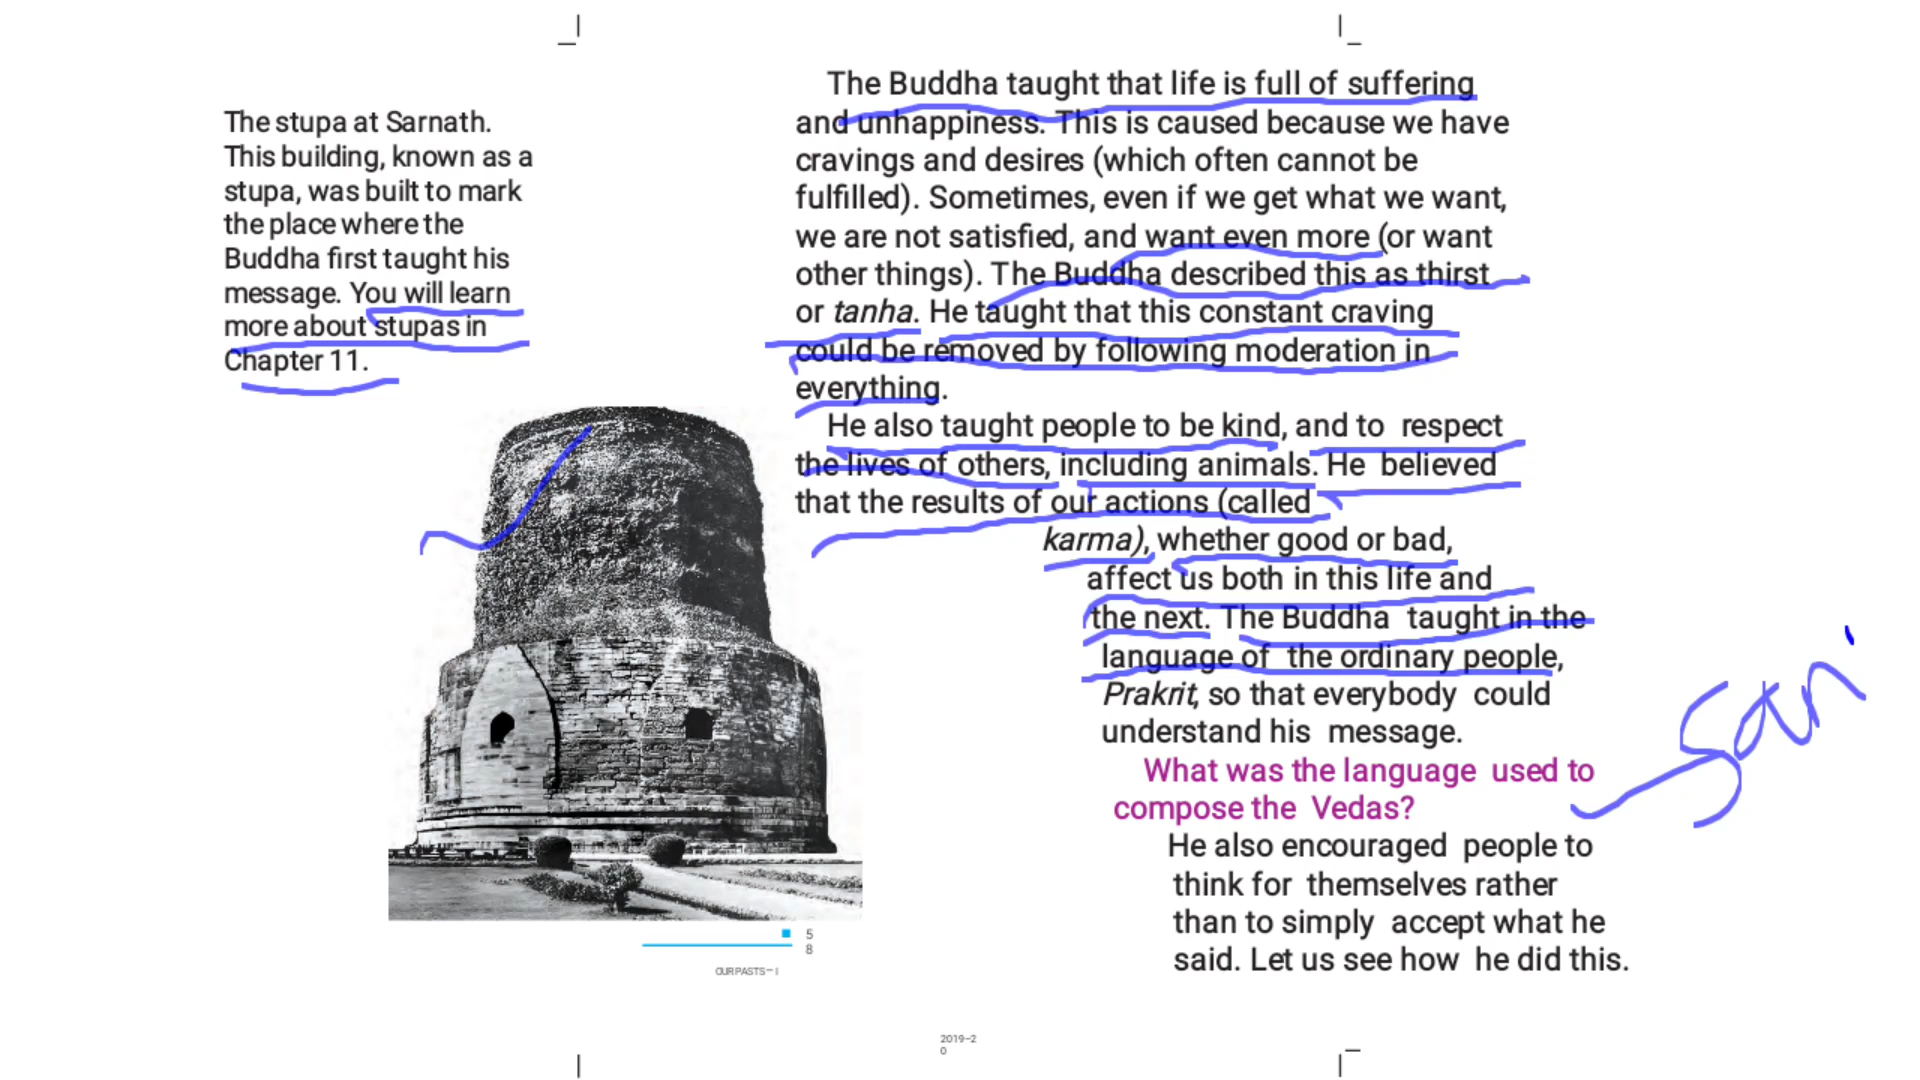 The stupa at Sarnath.
This building, known as a
stupa, was built to mark
the place where the
Buddha first taught his
message. You will learn
more about stupas in
Chapter 11.
The Buddha taught that life is full of suffering
and unhappiness. This is caused because we have
cravings and desires (which often cannot be
fulfilled). Sometimes, even if we get what we want,
we are not satisfied, and want even more (or want
other things). The Buddha described this as thirst
or tanha. He taught that this constant craving
could be removed by following moderation in
everything.
He also taught people to be kind, and to respect
the lives of others, including animals. He believed
that the results of our actions (called
karma), whether good or bad,
affect us both in this life and
the next. The Buddha taught in the
language of the ordinary people,
Prakrit, so that everybody could
understand his message.
What was the language used to
compose the Vedas?
San
He also encouraged people to
think for themselves rather
than to simply accept what he
said. Let us see how he did this.
5
8
OUR PASTS–I
2019–2
0